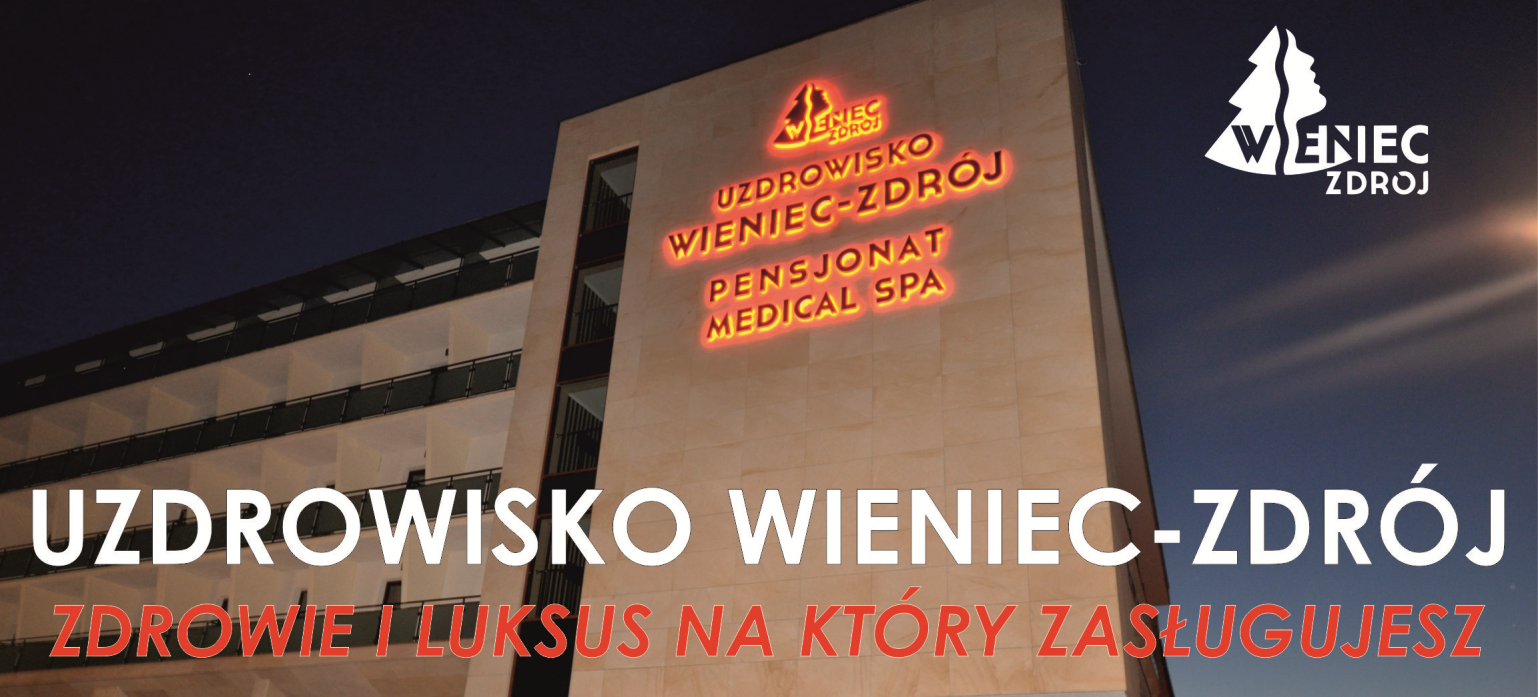 WIENIEC
ZDRÓJ
UZDROWISKO
WIENIEC-ZDRÓJ
PENSJONAT
MEDICAL SPA
WIENIEC
ZDRÓJ
UZDROWISKO WIENIEC-ZDRÓJ
ZDROWIE I LUKSUS NA KTÓRY ZASŁUGUJESZ